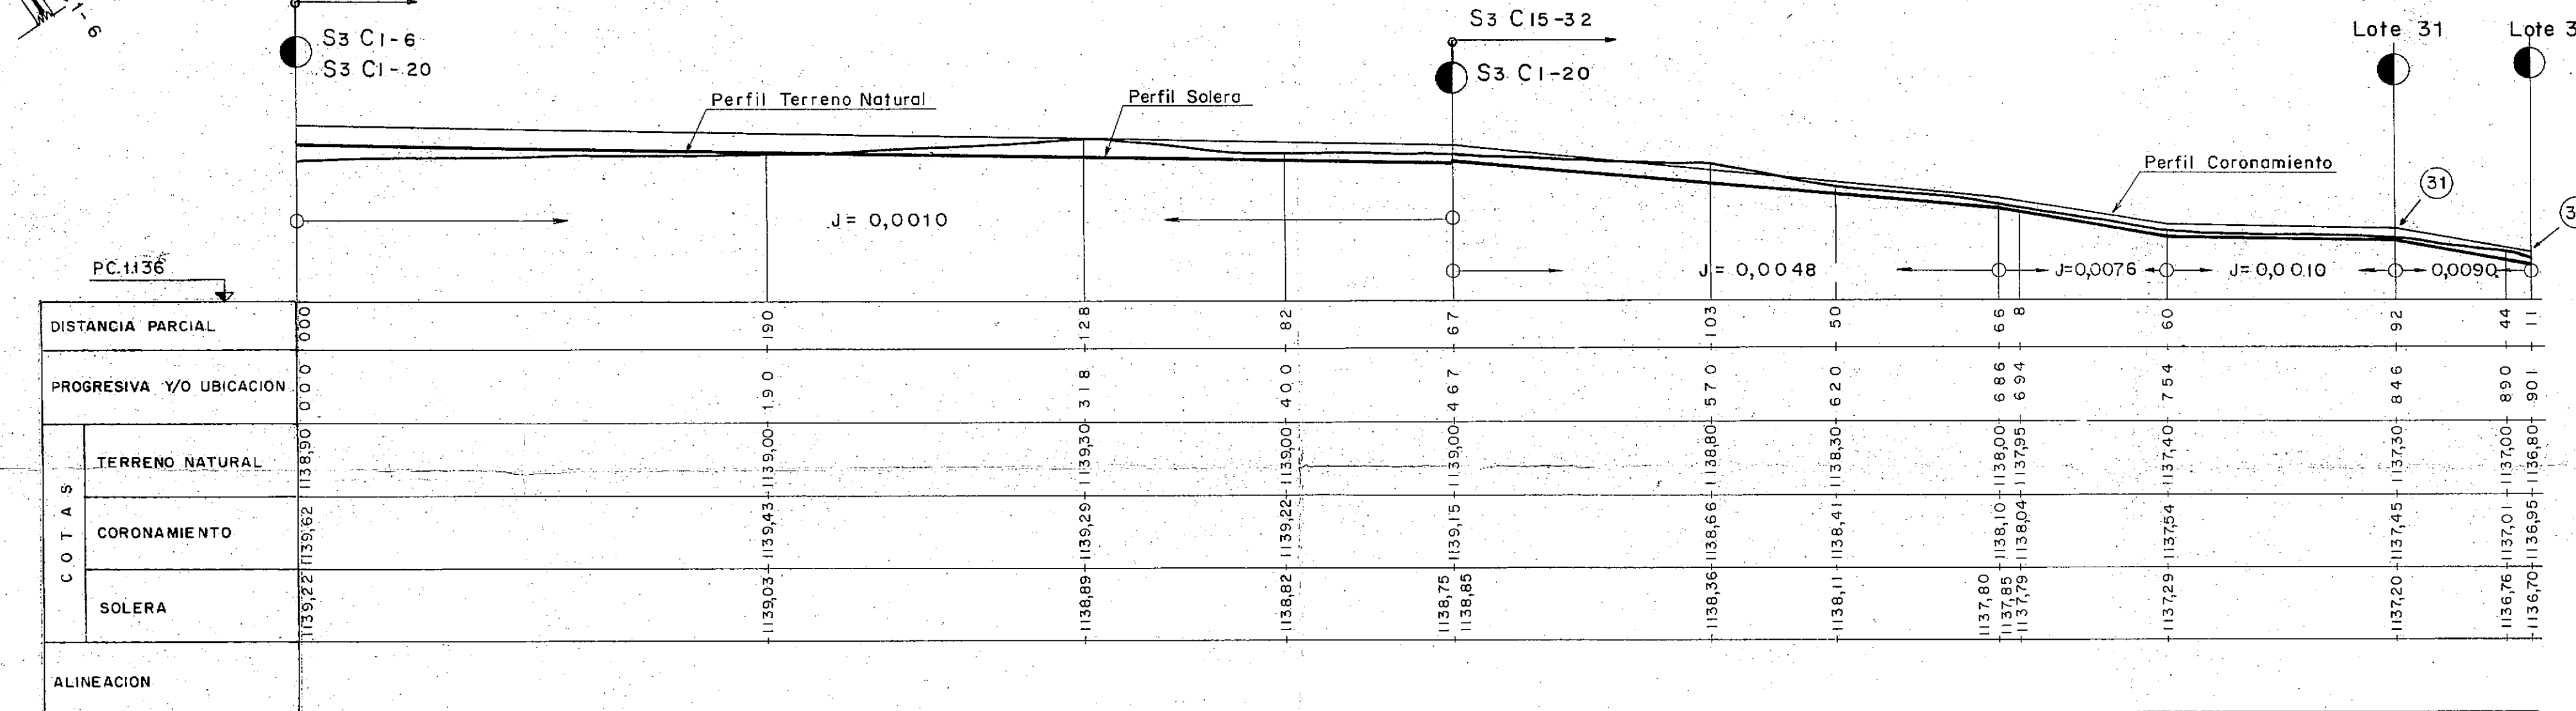 1-6
S3 C1-6
S3 C1-20
S3 C15-32
S3 C1-20
Lote 31
Lote 3
Perfil Terreno Natural
Perfil Solera
Perfil Coronamiento
31
3
J= 0,0010
PC.1136
J= 0,0048
J=0,0076
J=0,0010
0,0090
DISTANCIA PARCIAL 000 190 128 82 67 103 50 66 8 60 92 44 11
PROGRESIVA Y/O UBICACION 000 190 318 400 467 570 620 686 694 754 846 890 901
COTAS
TERRENO NATURAL 1138,90 1139,00 1139,30 1139,00 1139,00 1138,80 1138,30 1138,00 1137,95 1137,40 1137,30 1137,00 1136,80
CORONAMIENTO 1139,62 1139,43 1139,29 1139,22 1139,15 1138,66 1138,41 1138,10 1138,04 1137,54 1137,45 1137,01 1136,95
SOLERA 1139,22 1139,03 1138,89 1138,82 1138,75 1138,85 1138,36 1138,11 1137,80 1137,85 1137,79 1137,29 1137,20 1136,76 1136,70
ALINEACION